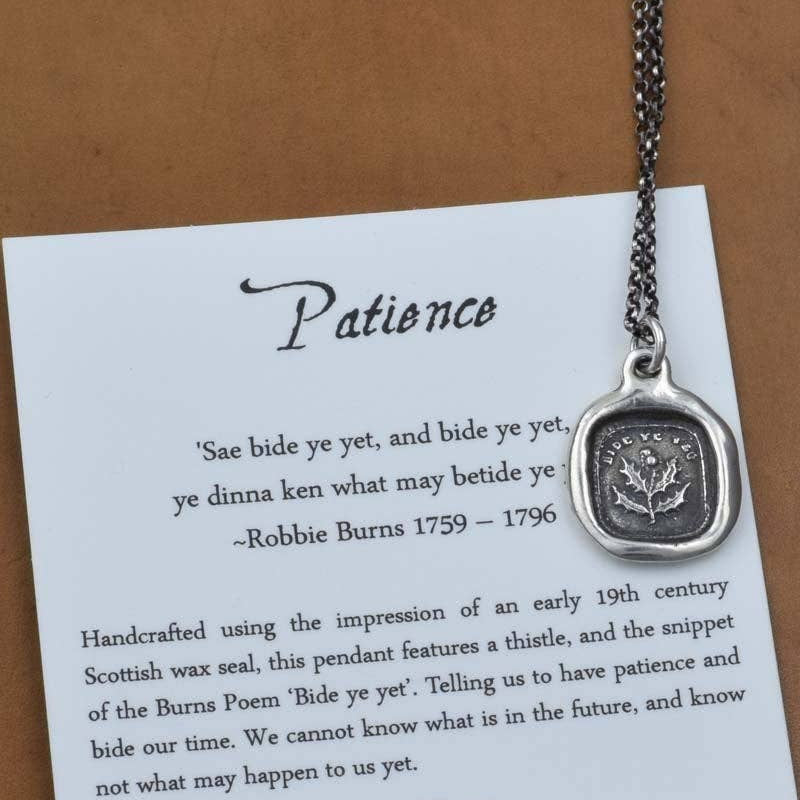 Patience
'Sae bide ye yet, and bide ye yet,
ye dinna ken what may betide ye
~Robbie Burns 1759 – 1796
BIDE YE YET
Handcrafted using the impression of an early 19th century
Scottish wax seal, this pendant features a thistle, and the snippet
of the Burns Poem ‘Bide ye yet’. Telling us to have patience and
bide our time. We cannot know what is in the future, and know
not what may happen to us yet.